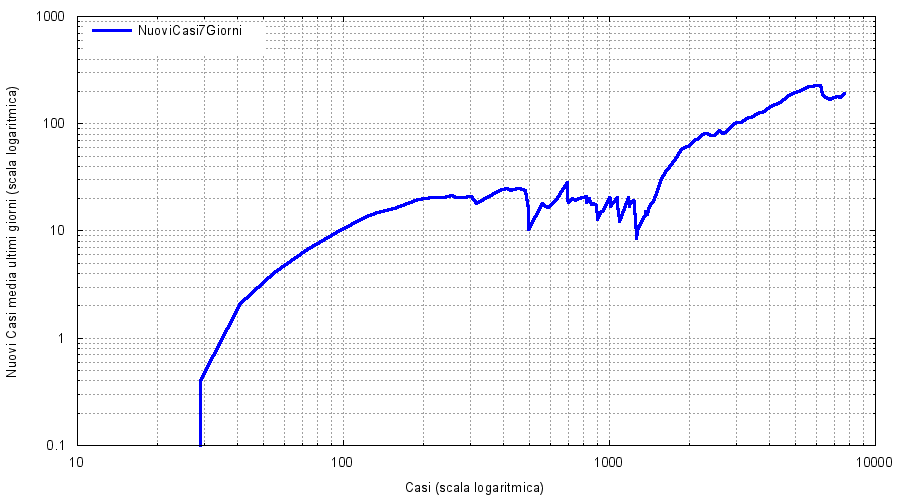 1000
NuoviCasi7Giorni
100
10
1
0.1
Nuovi Casi media ultimi giorni (scala logaritmica)
10 100 1000 10000
Casi (scala logaritmica)